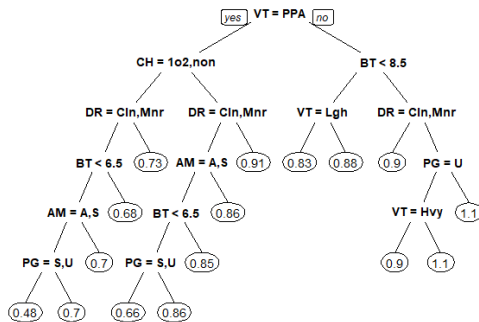 yes VT = PPA no
CH = 1o2,non BT < 8.5
DR = Cln,Mnr DR = Cln,Mnr VT = Lgh DR = Cln,Mnr
BT < 6.5 0.73 AM = A,S 0.91 0.83 0.88 0.9 PG = U
AM = A,S 0.68 BT < 6.5 0.86 VT = Hvy 1.1
PG = S,U 0.7 PG = S,U 0.85 0.9 1.1
0.48 0.7 0.66 0.86